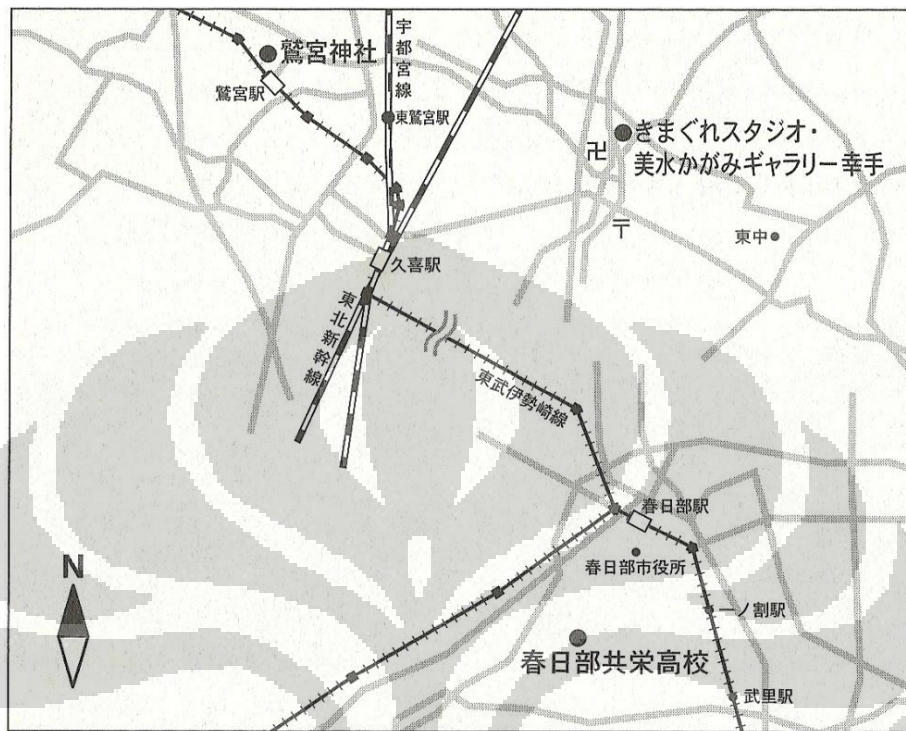 鷲宮神社
鷲宮駅
宇都宮線
東鷲宮駅
きまぐれスタジオ・
美水かがみギャラリー幸手
卍
〒
東中
久喜駅
東北新幹線
東武伊勢崎線
春日部駅
春日部市役所
一ノ割駅
春日部共栄高校
武里駅
N